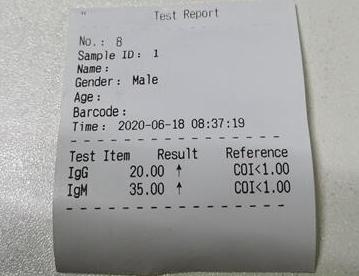 Test Report
No.: 8
Sample ID: 1
Name:
Gender: Male
Age:
Barcode:
Time: 2020-06-18 08:37:19
Test Item Result Reference
IgG 20.00 ↑ COI<1.00
IgM 35.00 ↑ COI<1.00